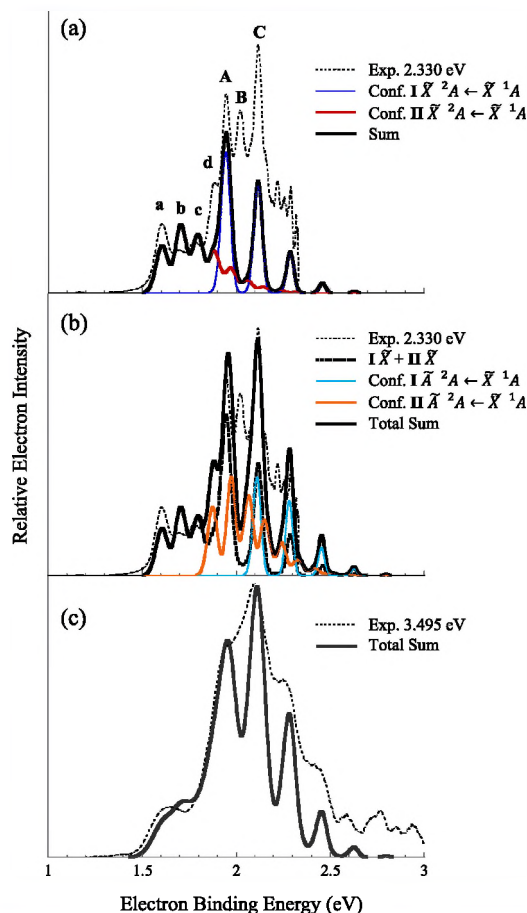 (a)
C
A
B
d
a
b
c
Exp. 2.330 eV
Conf. I X̃ ²A ← X̃ ¹A
Conf. II X̃ ²A ← X̃ ¹A
Sum
Relative Electron Intensity
(b)
Exp. 2.330 eV
I X̃ + II X̃
Conf. I Ã ²A ← X̃ ¹A
Conf. II Ã ²A ← X̃ ¹A
Total Sum
(c)
Exp. 3.495 eV
Total Sum
1 1.5 2 2.5 3
Electron Binding Energy (eV)